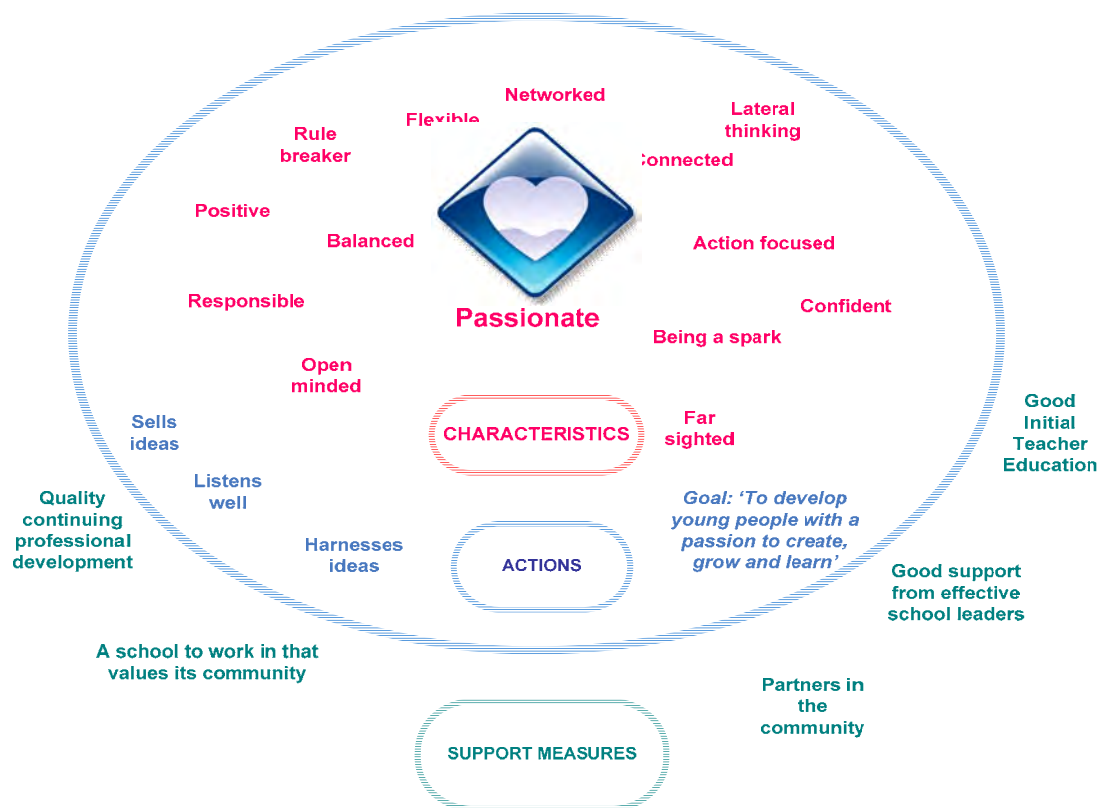 Networked
Flexible
Lateral
thinking
Rule
breaker
Connected
Positive
Balanced
Action focused
Responsible
Confident
Passionate
Being a spark
Open
minded
Far
sighted
CHARACTERISTICS
Sells
ideas
Good
Initial
Teacher
Education
Listens
well
Quality
continuing
professional
development
Goal: ‘To develop
young people with a
passion to create,
grow and learn’
Harnesses
ideas
ACTIONS
Good support
from effective
school leaders
A school to work in that
values its community
Partners in
the
community
SUPPORT MEASURES